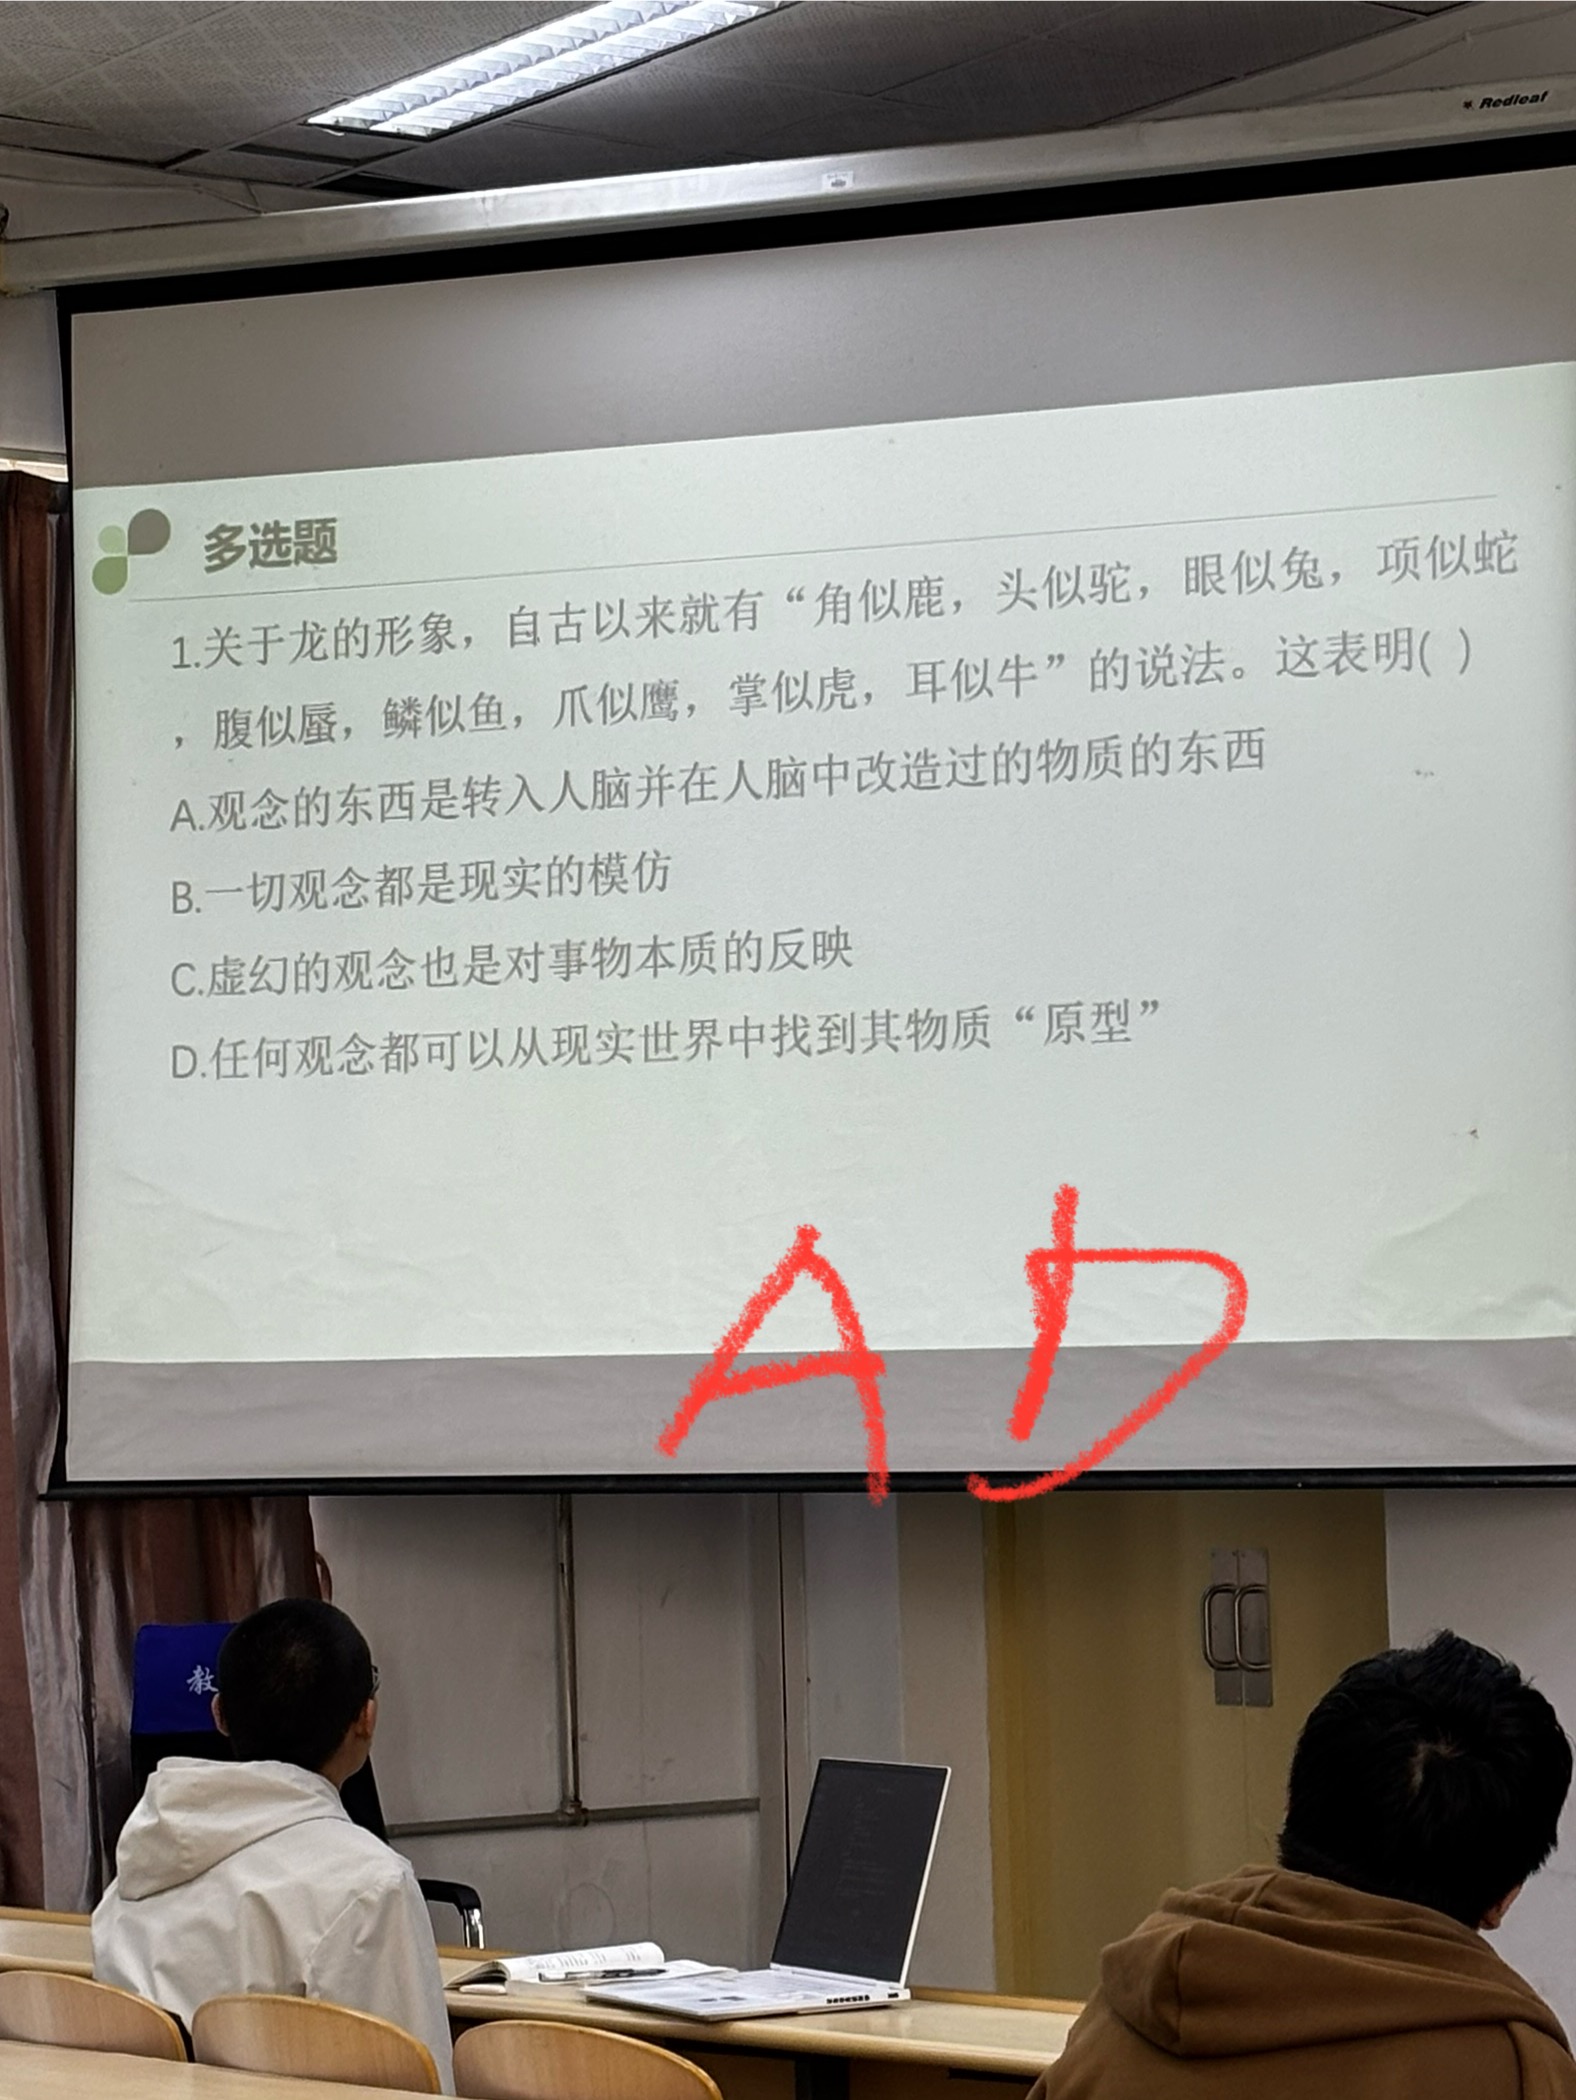 Redleaf
多选题
1.关于龙的形象，自古以来就有“角似鹿，头似驼，眼似兔，项似蛇
，腹似蜃，鳞似鱼，爪似鹰，掌似虎，耳似牛”的说法。这表明( )
A.观念的东西是转入人脑并在人脑中改造过的物质的东西
B.一切观念都是现实的模仿
C.虚幻的观念也是对事物本质的反映
D.任何观念都可以从现实世界中找到其物质“原型”
AD
教